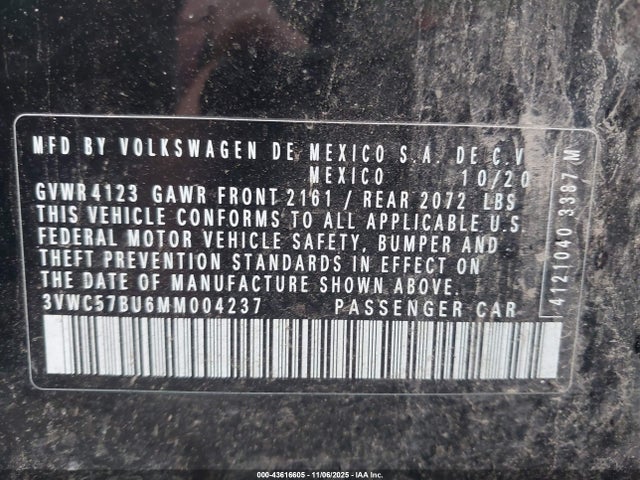 MFD BY VOLKSWAGEN DE MEXICO S.A. DE C.V
MEXICO 10/20
GVWR4123 GAWR FRONT 2161 / REAR 2072 LBS
THIS VEHICLE CONFORMS TO ALL APPLICABLE U.S.
FEDERAL MOTOR VEHICLE SAFETY, BUMPER AND
THEFT PREVENTION STANDARDS IN EFFECT ON
THE DATE OF MANUFACTURE SHOWN ABOVE.
3VWC57BU6MM004237 PASSENGER CAR
4121040 3387 M
000-43616605 - 11/06/2025 - IAA Inc.